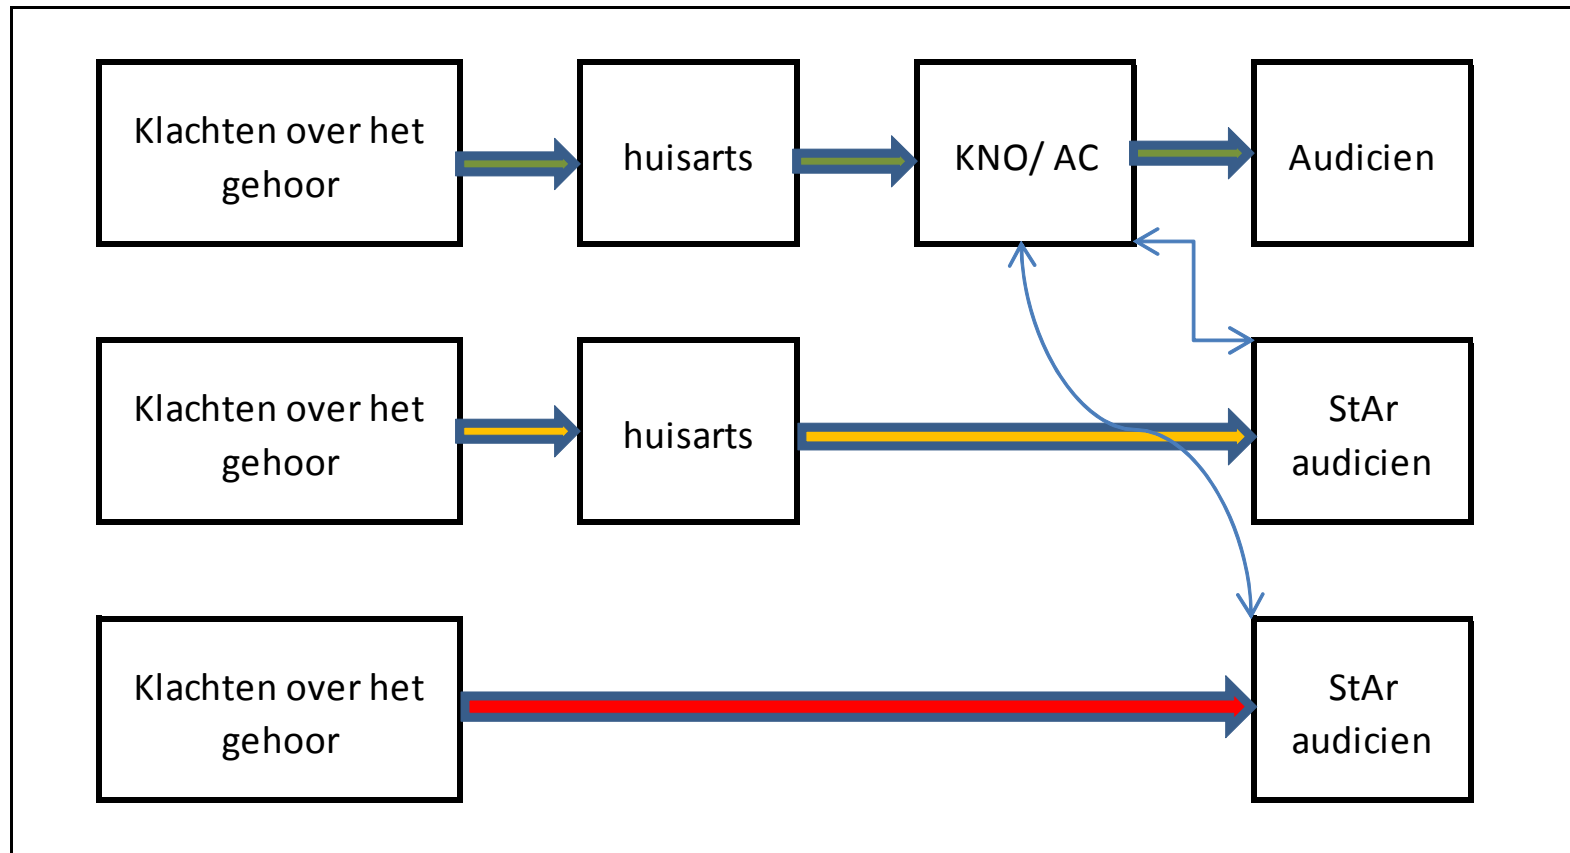 Klachten over het
gehoor
huisarts
KNO/ AC
Audicien
Klachten over het
gehoor
huisarts
StAr
audicien
Klachten over het
gehoor
StAr
audicien